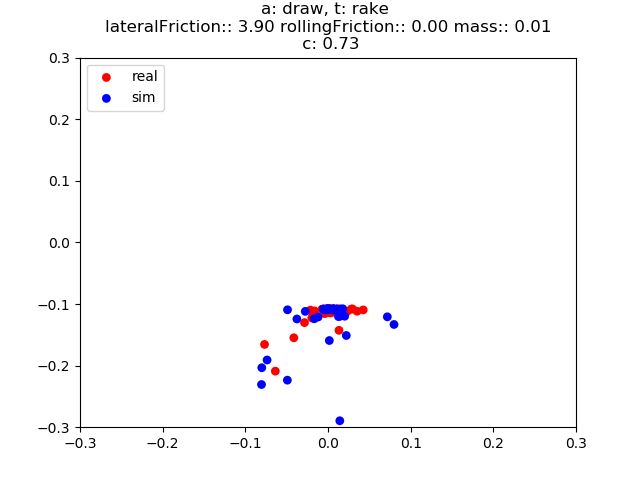 a: draw, t: rake
lateralFriction:: 3.90 rollingFriction:: 0.00 mass:: 0.01
c: 0.73
real
sim
0.3
0.2
0.1
0.0
−0.1
−0.2
−0.3
−0.3 −0.2 −0.1 0.0 0.1 0.2 0.3